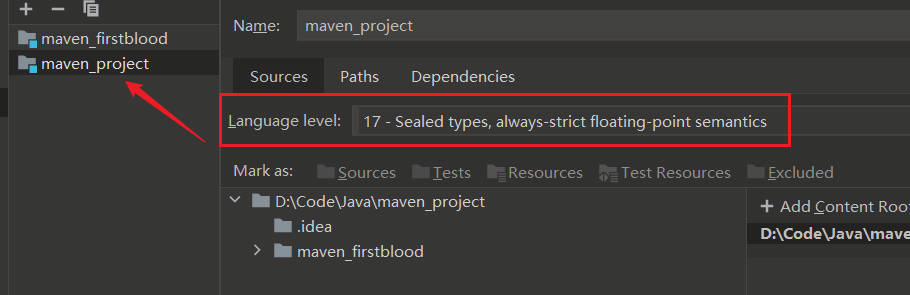 maven_firstblood
maven_project
Name: maven_project
Sources Paths Dependencies
Language level: 17 - Sealed types, always-strict floating-point semantics
Mark as: Sources Tests Resources Test Resources Excluded
D:\Code\Java\maven_project
.idea
maven_firstblood
+ Add Content Root
D:\Code\Java\mave